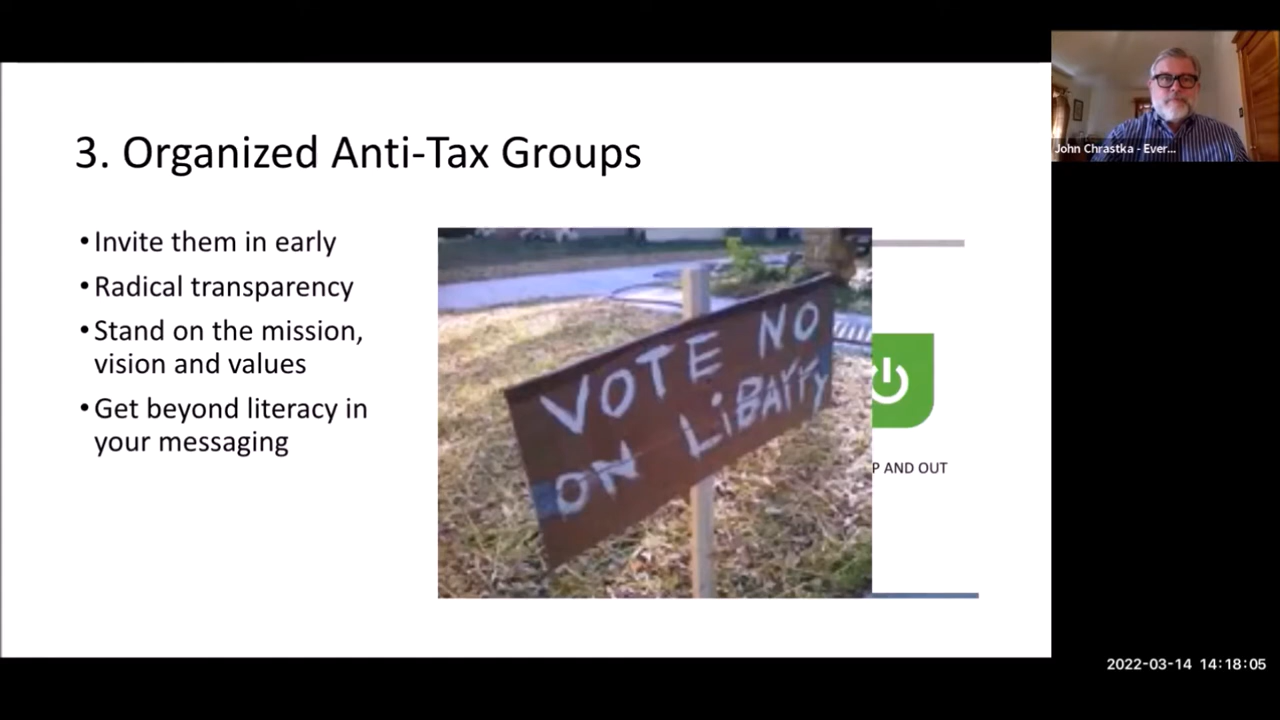 3. Organized Anti-Tax Groups
• Invite them in early
• Radical transparency
• Stand on the mission,
vision and values
• Get beyond literacy in
your messaging
VOTE NO
ON LiBArry
P AND OUT
John Chrastka - Ever...
2022-03-14 14:18:05